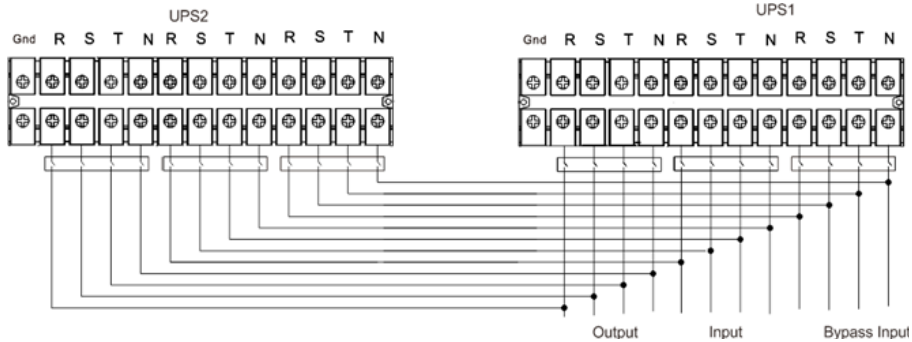 UPS2
UPS1
Gnd R S T N R S T N R S T N
Gnd R S T N R S T N R S T N
Output Input Bypass Input